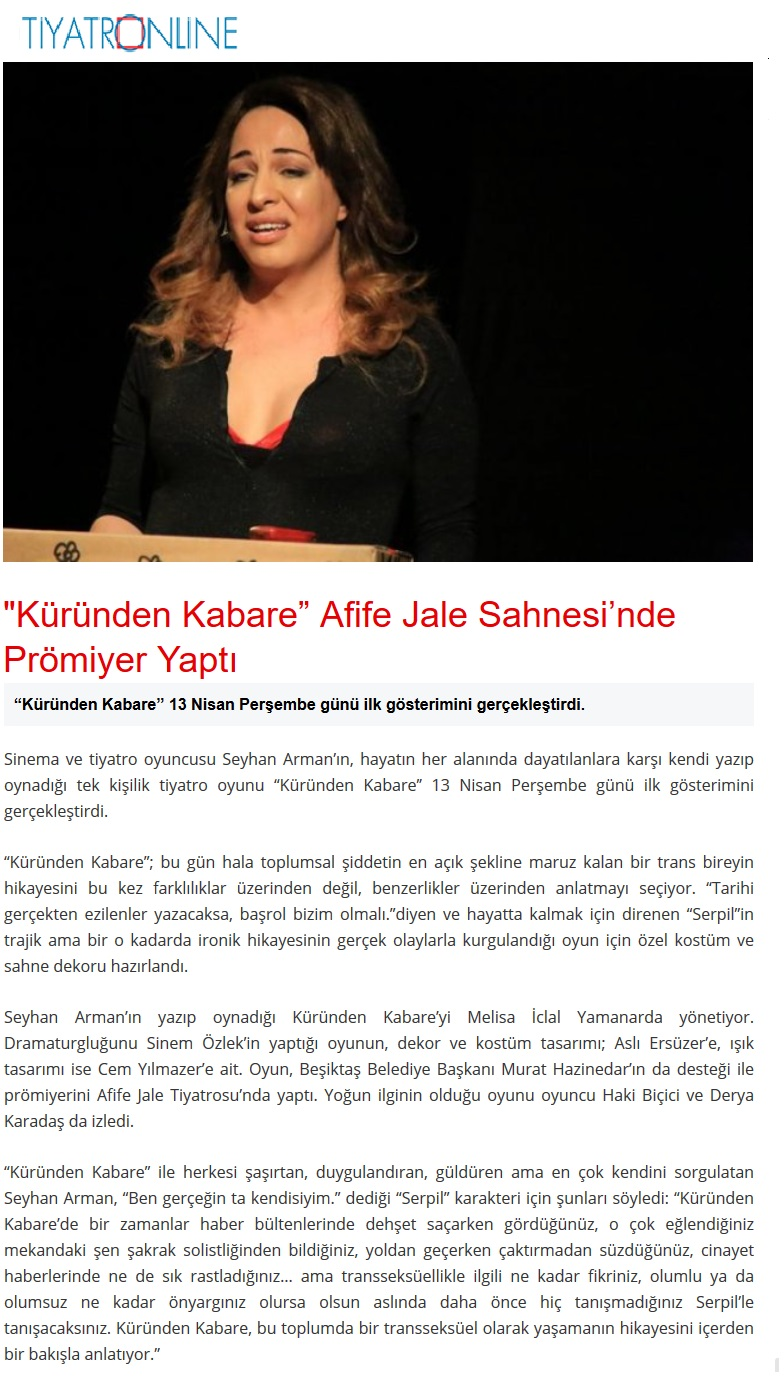 TIYATRONLINE
"Küründen Kabare” Afife Jale Sahnesi’nde
Prömiyer Yaptı
“Küründen Kabare” 13 Nisan Perşembe günü ilk gösterimini gerçekleştirdi.
Sinema ve tiyatro oyuncusu Seyhan Arman’ın, hayatın her alanında dayatılanlara karşı kendi yazıp
oynadığı tek kişilik tiyatro oyunu “Küründen Kabare” 13 Nisan Perşembe günü ilk gösterimini
gerçekleştirdi.
“Küründen Kabare”; bu gün hala toplumsal şiddetin en açık şekline maruz kalan bir trans bireyin
hikayesini bu kez farklılıklar üzerinden değil, benzerlikler üzerinden anlatmayı seçiyor. “Tarihi
gerçekten ezilenler yazacaksa, başrol bizim olmalı.”diyen ve hayatta kalmak için direnen “Serpil”in
trajik ama bir o kadarda ironik hikayesinin gerçek olaylarla kurgulandığı oyun için özel kostüm ve
sahne dekoru hazırlandı.
Seyhan Arman’ın yazıp oynadığı Küründen Kabare’yi Melisa İclal Yamanarda yönetiyor.
Dramaturgluğunu Sinem Özlek’in yaptığı oyunun, dekor ve kostüm tasarımı; Aslı Ersüzer’e, ışık
tasarımı ise Cem Yılmazer’e ait. Oyun, Beşiktaş Belediye Başkanı Murat Hazinedar’ın da desteği ile
prömiyerini Afife Jale Tiyatrosu’nda yaptı. Yoğun ilginin olduğu oyunu oyuncu Haki Biçici ve Derya
Karadaş da izledi.
“Küründen Kabare” ile herkesi şaşırtan, duygulandıran, güldüren ama en çok kendini sorgulatan
Seyhan Arman, “Ben gerçeğin ta kendisiyim.” dediği “Serpil” karakteri için şunları söyledi: “Küründen
Kabare’de bir zamanlar haber bültenlerinde dehşet saçarken gördüğünüz, o çok eğlendiğiniz
mekandaki şen şakrak solistliğinden bildiğiniz, yoldan geçerken çaktırmadan süzdüğünüz, cinayet
haberlerinde ne de sık rastladığınız… ama transseksüellikle ilgili ne kadar fikriniz, olumlu ya da
olumsuz ne kadar önyargınız olursa olsun aslında daha önce hiç tanışmadığınız Serpil’le
tanışacaksınız. Küründen Kabare, bu toplumda bir transseksüel olarak yaşamanın hikayesini içerden
bir bakışla anlatıyor.”